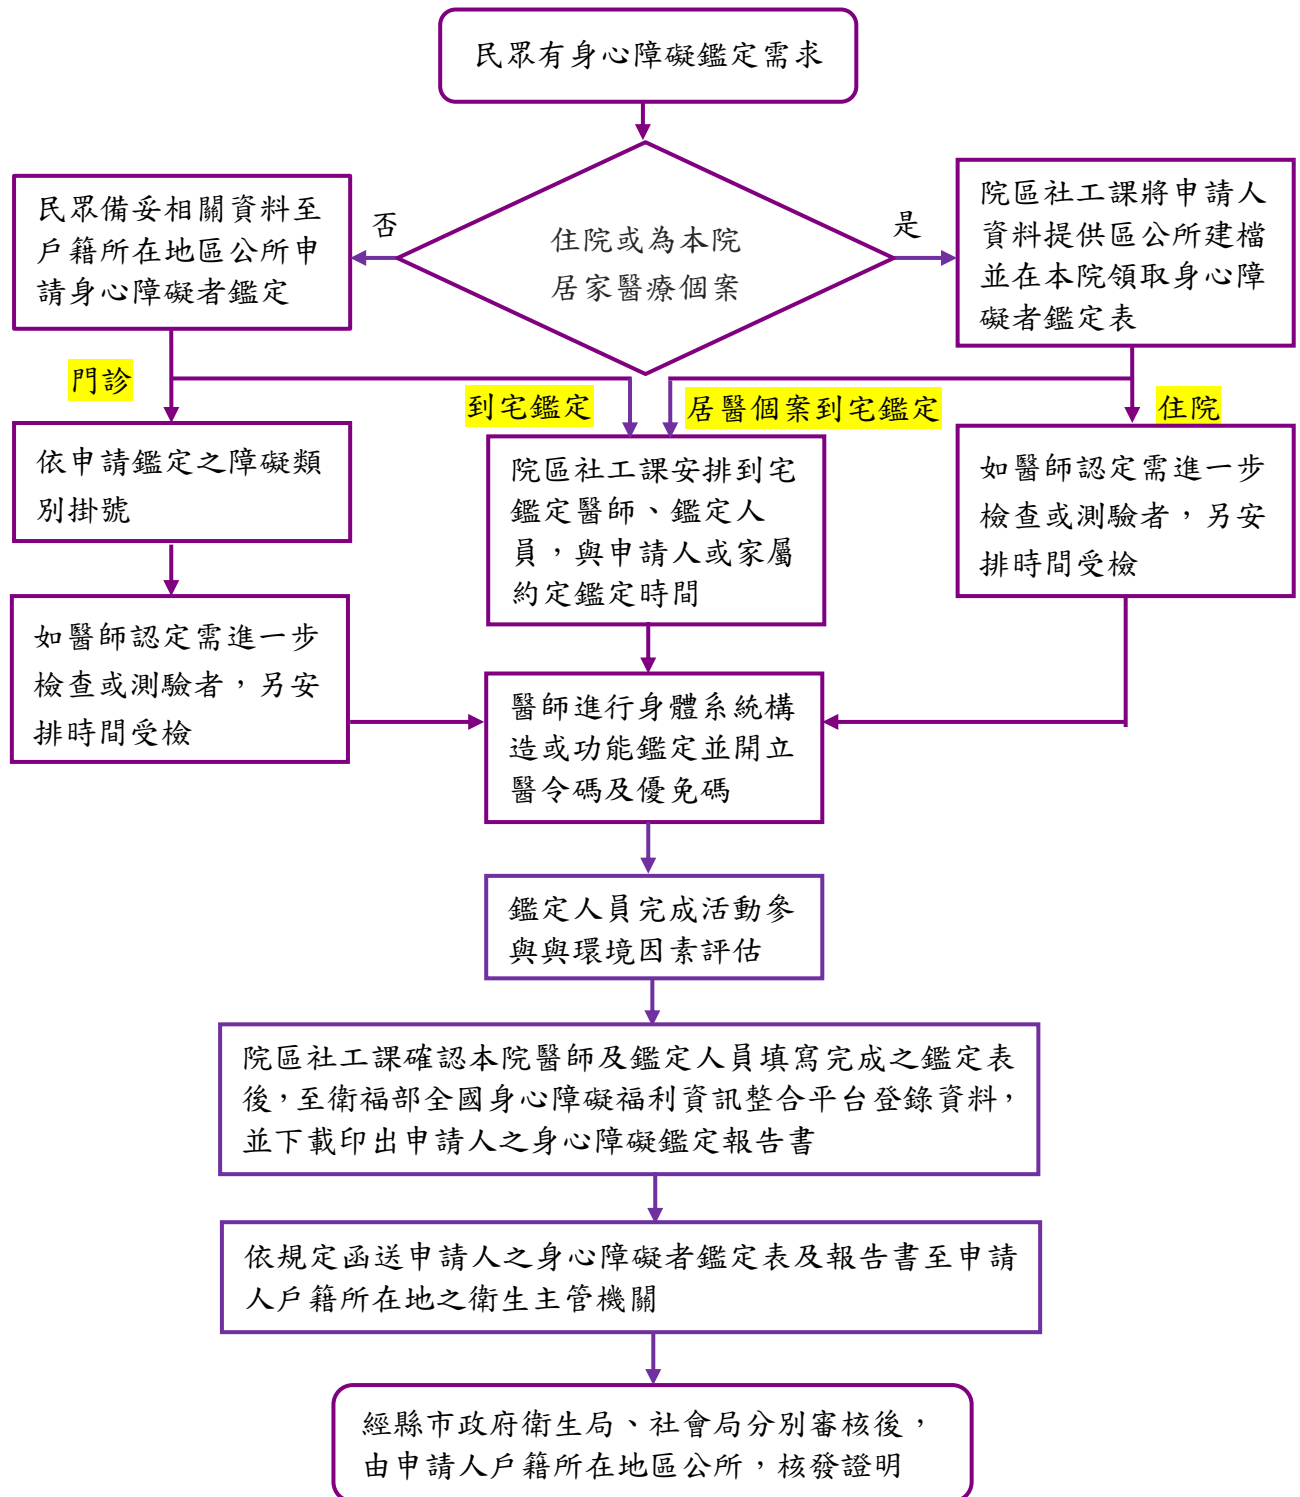 民眾有身心障礙鑑定需求
住院或為本院
居家醫療個案
否
是
民眾備妥相關資料至
戶籍所在地區公所申
請身心障礙者鑑定
院區社工課將申請人
資料提供區公所建檔
並在本院領取身心障
礙者鑑定表
門診
到宅鑑定
居醫個案到宅鑑定
住院
依申請鑑定之障礙類
別掛號
院區社工課安排到宅
鑑定醫師、鑑定人
員，與申請人或家屬
約定鑑定時間
如醫師認定需進一步
檢查或測驗者，另安
排時間受檢
如醫師認定需進一步
檢查或測驗者，另安
排時間受檢
醫師進行身體系統構
造或功能鑑定並開立
醫令碼及優免碼
鑑定人員完成活動參
與與環境因素評估
院區社工課確認本院醫師及鑑定人員填寫完成之鑑定表
後，至衛福部全國身心障礙福利資訊整合平台登錄資料，
並下載印出申請人之身心障礙鑑定報告書
依規定函送申請人之身心障礙者鑑定表及報告書至申請
人戶籍所在地之衛生主管機關
經縣市政府衛生局、社會局分別審核後，
由申請人戶籍所在地區公所，核發證明